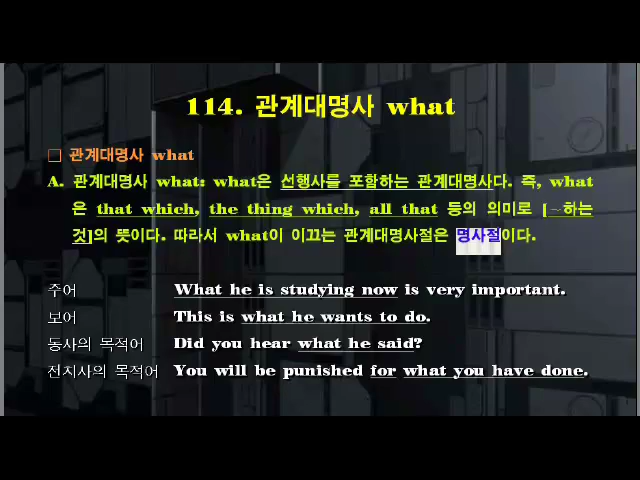 114. 관계대명사 what
□ 관계대명사 what
A. 관계대명사 what: what은 선행사를 포함하는 관계대명사다. 즉, what
은 that which, the thing which, all that 등의 의미로 [~하는
것]의 뜻이다. 따라서 what이 이끄는 관계대명사절은 명사절이다.
주어 What he is studying now is very important.
보어 This is what he wants to do.
동사의 목적어 Did you hear what he said?
전치사의 목적어 You will be punished for what you have done.